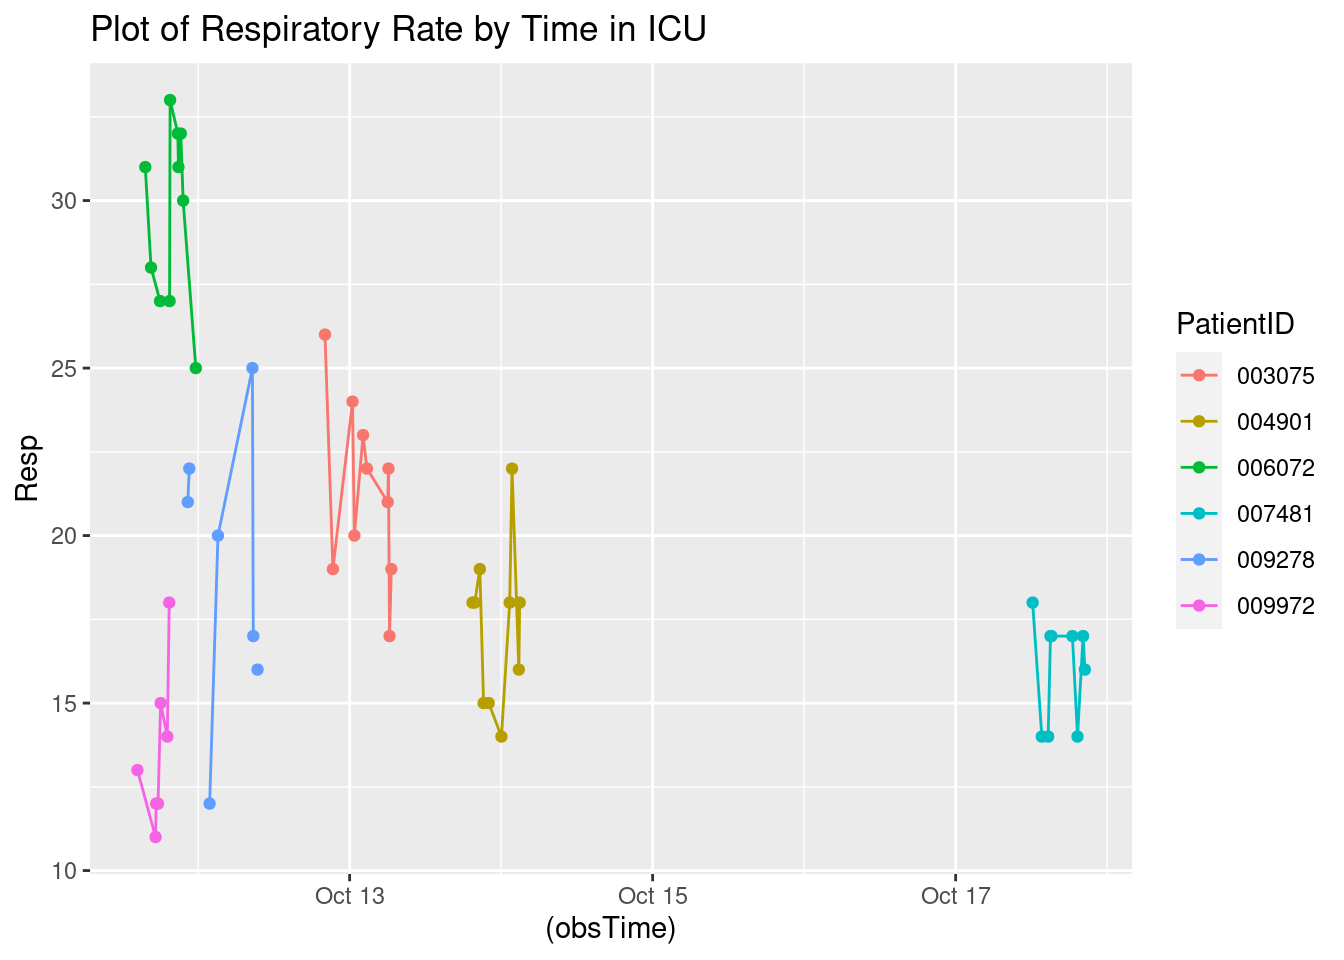 Plot of Respiratory Rate by Time in ICU
Resp
30
25
20
15
10
Oct 13
Oct 15
Oct 17
(obsTime)
PatientID
003075
004901
006072
007481
009278
009972